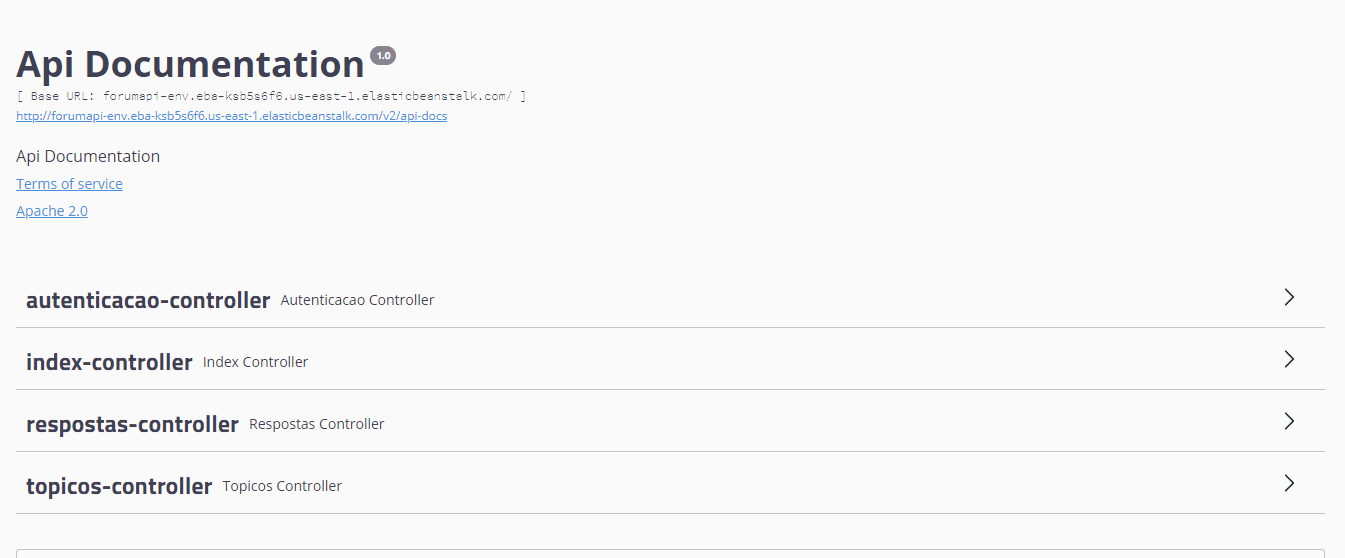 Api Documentation 1.0
[ Base URL: forumapi-env.eba-ksb5s6f6.us-east-1.elasticbeanstalk.com/ ]
http://forumapi-env.eba-ksb5s6f6.us-east-1.elasticbeanstalk.com/v2/api-docs
Api Documentation
Terms of service
Apache 2.0
autenticacao-controller Autenticacao Controller
index-controller Index Controller
respostas-controller Respostas Controller
topicos-controller Topicos Controller